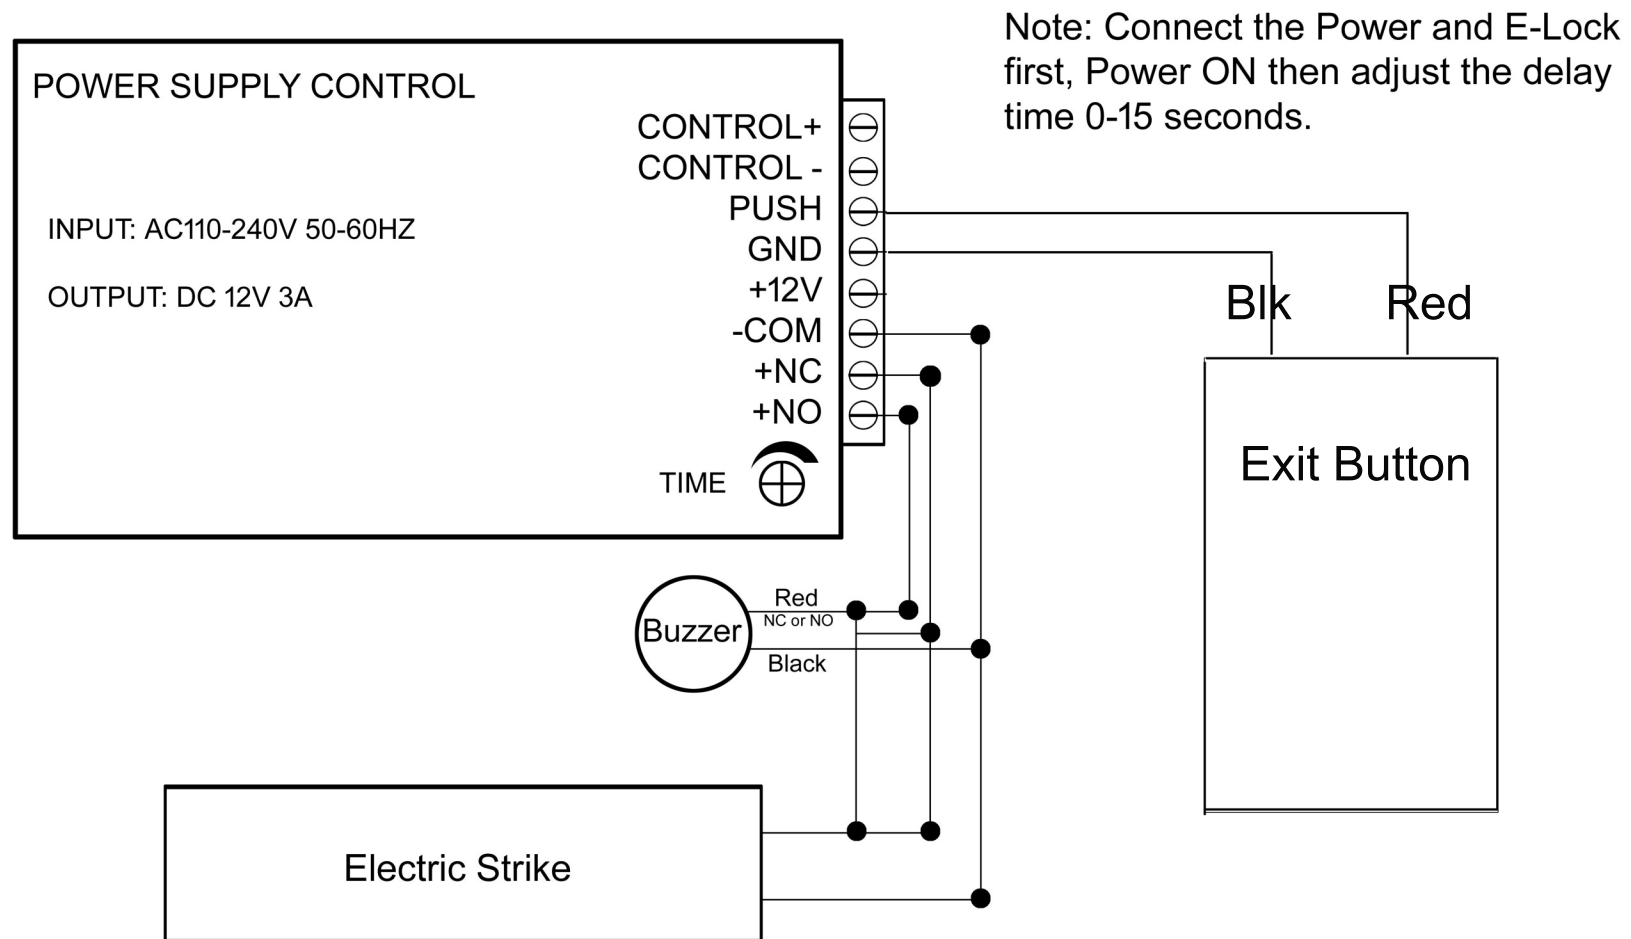 Note: Connect the Power and E-Lock
first, Power ON then adjust the delay
time 0-15 seconds.
POWER SUPPLY CONTROL
CONTROL+
CONTROL -
PUSH
INPUT: AC110-240V 50-60HZ
GND
+12V
OUTPUT: DC 12V 3A
-COM
+NC
+NO
TIME
Blk
Red
Exit Button
Red
NC or NO
Buzzer
Black
Electric Strike